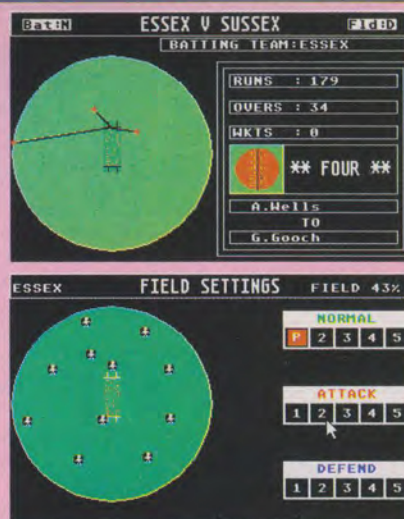 Bat:N ESSEX V SUSSEX Fld:D
BATTING TEAM:ESSEX
RUNS : 179
OVERS : 34
WKTS : 0
** FOUR **
A.Wells
TO
G.Gooch
ESSEX FIELD SETTINGS FIELD 43%
NORMAL
P 2 3 4 5
ATTACK
1 2 3 4 5
DEFEND
1 2 3 4 5